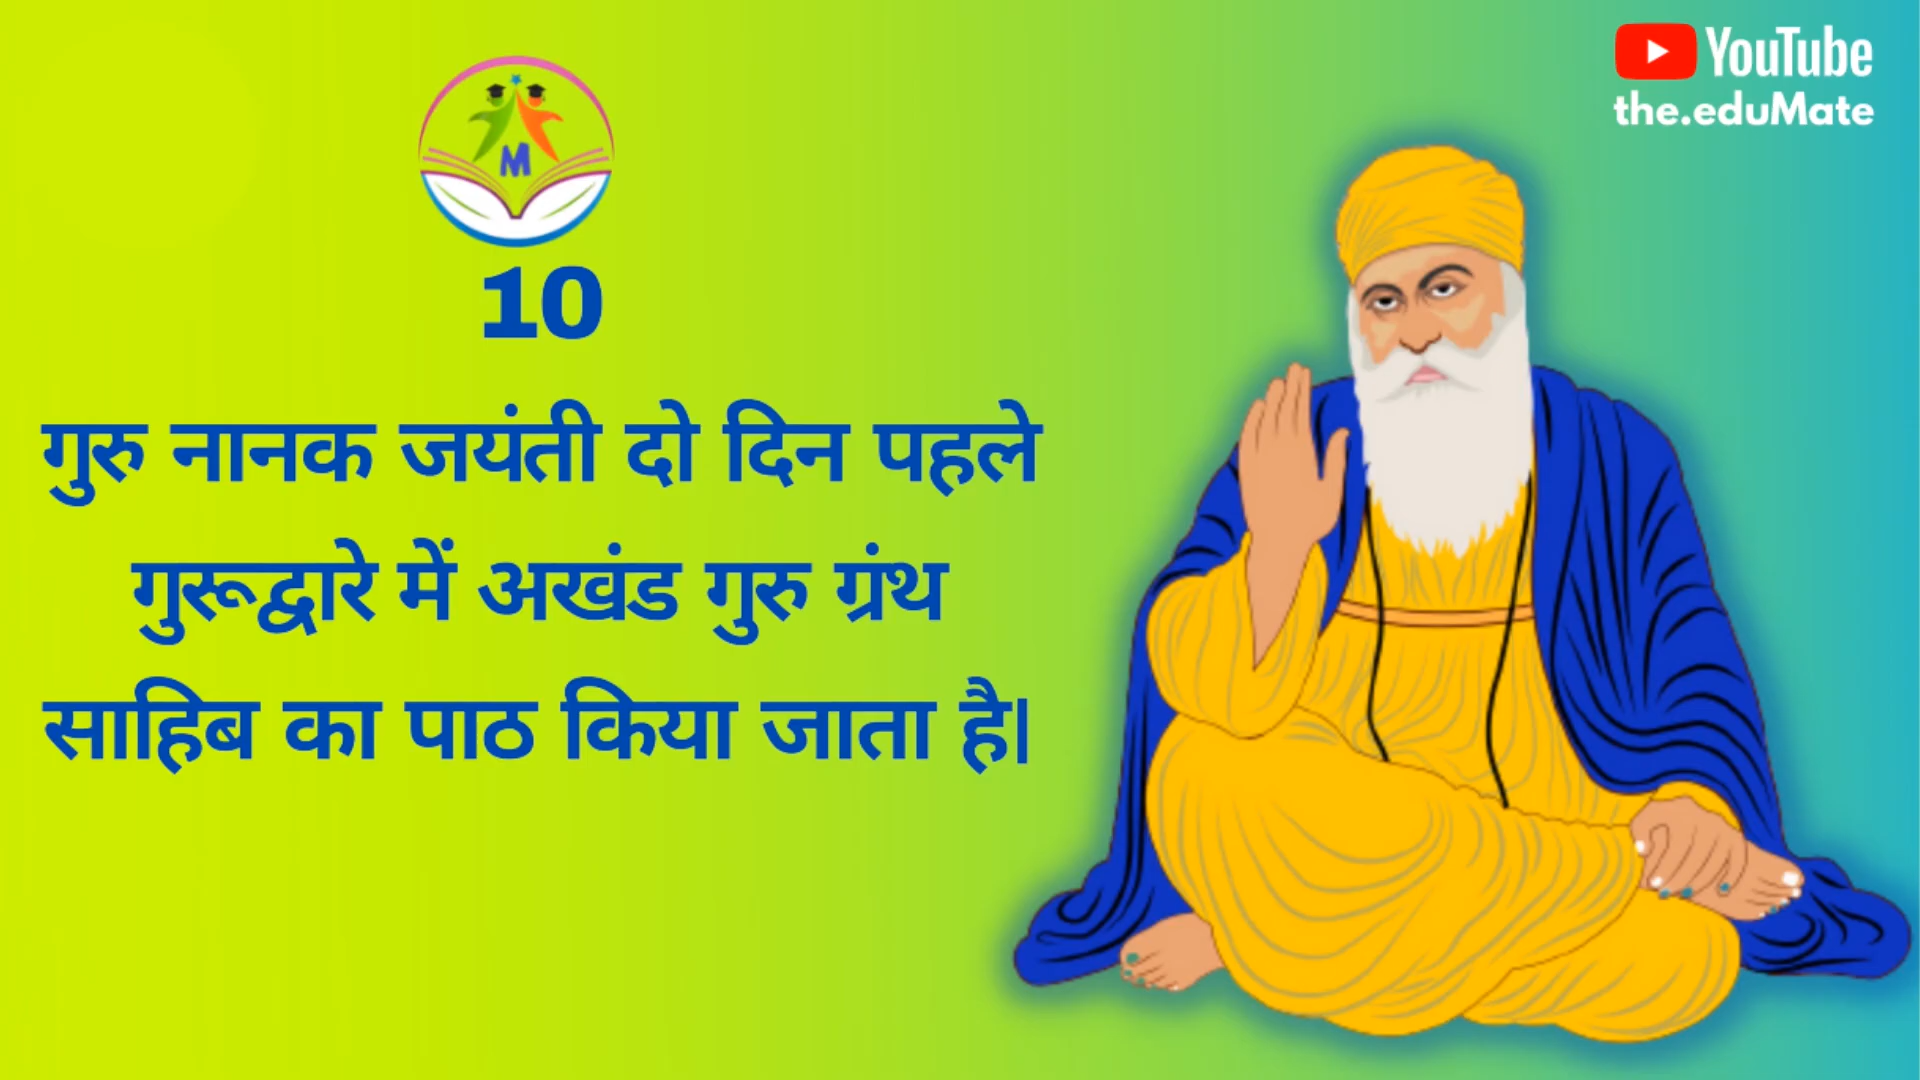 YouTube
the.eduMate
M
10
गुरु नानक जयंती दो दिन पहले
गुरूद्वारे में अखंड गुरु ग्रंथ
साहिब का पाठ किया जाता है।